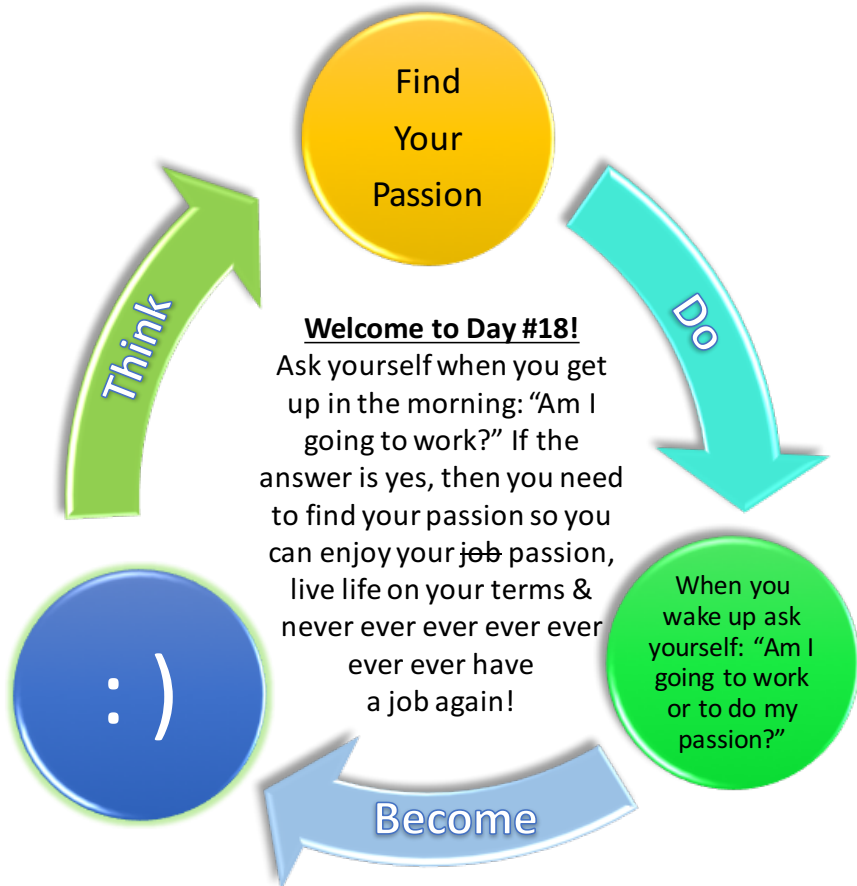 Find
Your
Passion
Think
Do
Welcome to Day #18!
Ask yourself when you get
up in the morning: “Am I
going to work?” If the
answer is yes, then you need
to find your passion so you
can enjoy your job passion,
live life on your terms &
never ever ever ever ever
ever ever have
a job again!
When you
wake up ask
yourself: “Am I
going to work
or to do my
passion?”
: )
Become